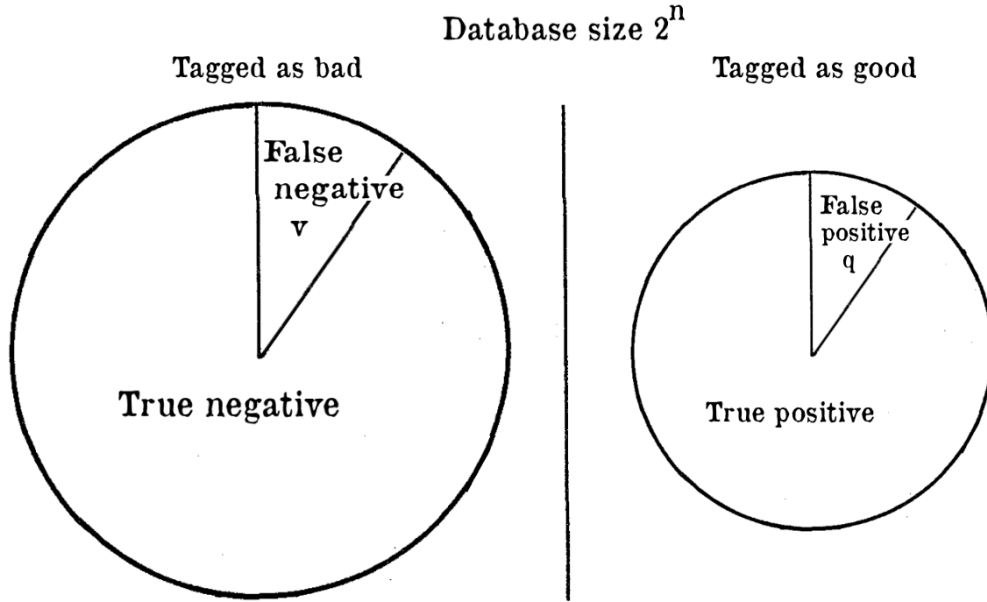 Database size 2^n
Tagged as bad
Tagged as good
False
negative
v
True negative
False
positive
q
True positive